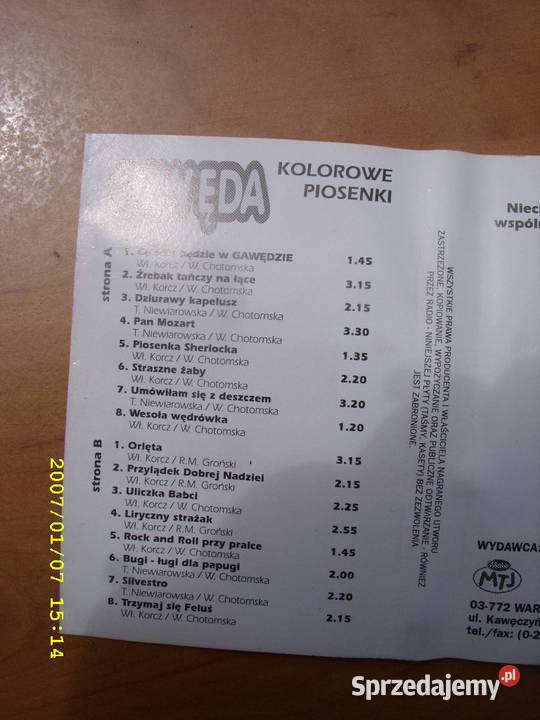 GAWĘDA
KOLOROWE
PIOSENKI
strona A
1. będzie w GAWĘDZIE 1.45
Wł. Korcz / W. Chotomska
2. Źrebak tańczy na łące 3.15
Wł. Korcz / W. Chotomska
3. Dziurawy kapelusz 2.15
T. Niewiarowska / W. Chotomska
4. Pan Mozart 3.30
T. Niewiarowska / W. Chotomska
5. Piosenka Sherlocka 1.35
Wł. Korcz / W. Chotomska
6. Straszne żaby 2.20
Wł. Korcz / W. Chotomska
7. Umówiłam się z deszczem 3.20
T. Niewiarowska / W. Chotomska
8. Wesoła wędrówka 1.20
Wł. Korcz / W. Chotomska
strona B
1. Orlęta 3.15
Wł. Korcz / R.M. Groński
2. Przylądek Dobrej Nadziei 2.15
Wł. Korcz / R.M. Groński
3. Uliczka Babci 2.25
Wł. Korcz / W. Chotomska
4. Liryczny strażak 2.55
Wł. Korcz / R.M. Groński
5. Rock and Roll przy pralce 1.45
Wł. Korcz / W. Chotomska
6. Bugi - ługi dla papugi 2.00
T. Niewiarowska / W. Chotomska
7. Silvestro 2.20
T. Niewiarowska / W. Chotomska
8. Trzymaj się Feluś 2.15
Wł. Korcz / W. Chotomska
WSZYSTKIE PRAWA PRODUCENTA I WŁAŚCICIELA NAGRANEGO UTWORU
ZASTRZEŻONE. KOPIOWANIE, WYPOŻYCZANIE ORAZ PUBLICZNE ODTWARZANIE - RÓWNIEŻ
PRZEZ RADIO - NINIEJSZEJ PŁYTY (TAŚMY, KASETY) BEZ ZEZWOLENIA
JEST ZABRONIONE.
Niech
wspóln
WYDAWCA:
MTJ
03-772 WAR
ul. Kawęczyń
tel./fax: (0-2
2007/01/07 15:14
Sprzedajemy.pl